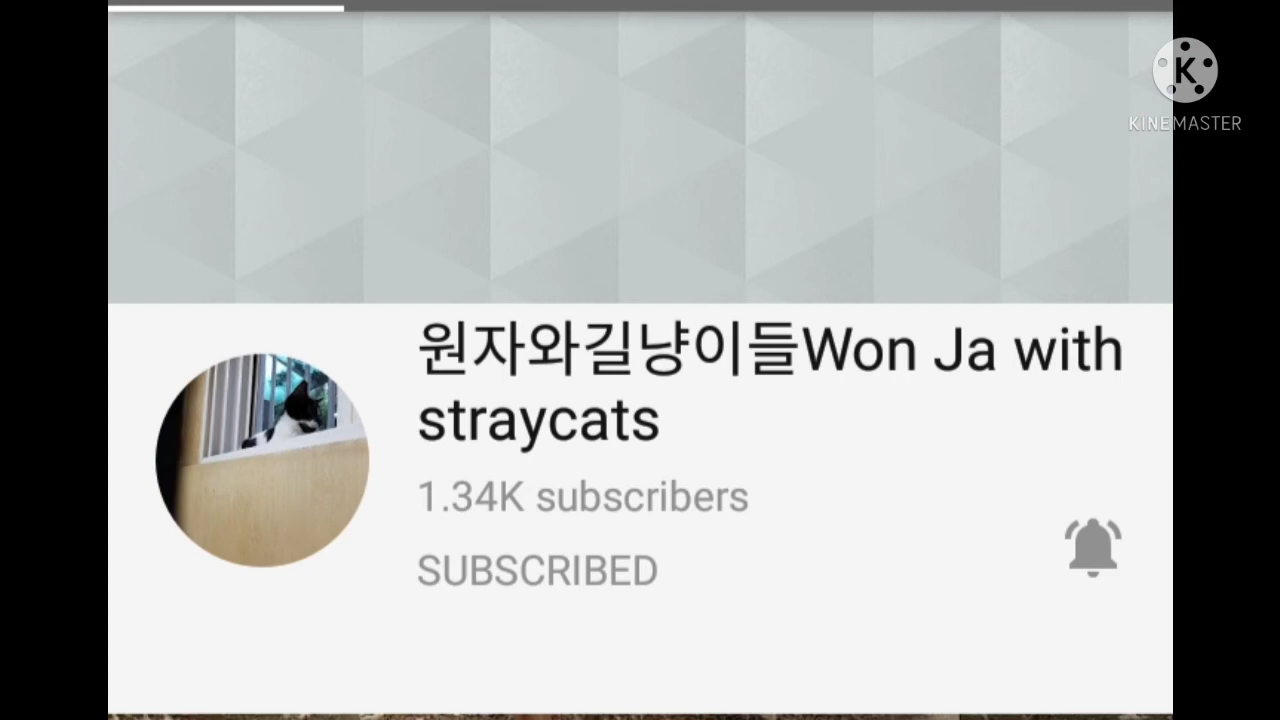 K
KINEMASTER
원자와길냥이들Won Ja with
straycats
1.34K subscribers
SUBSCRIBED